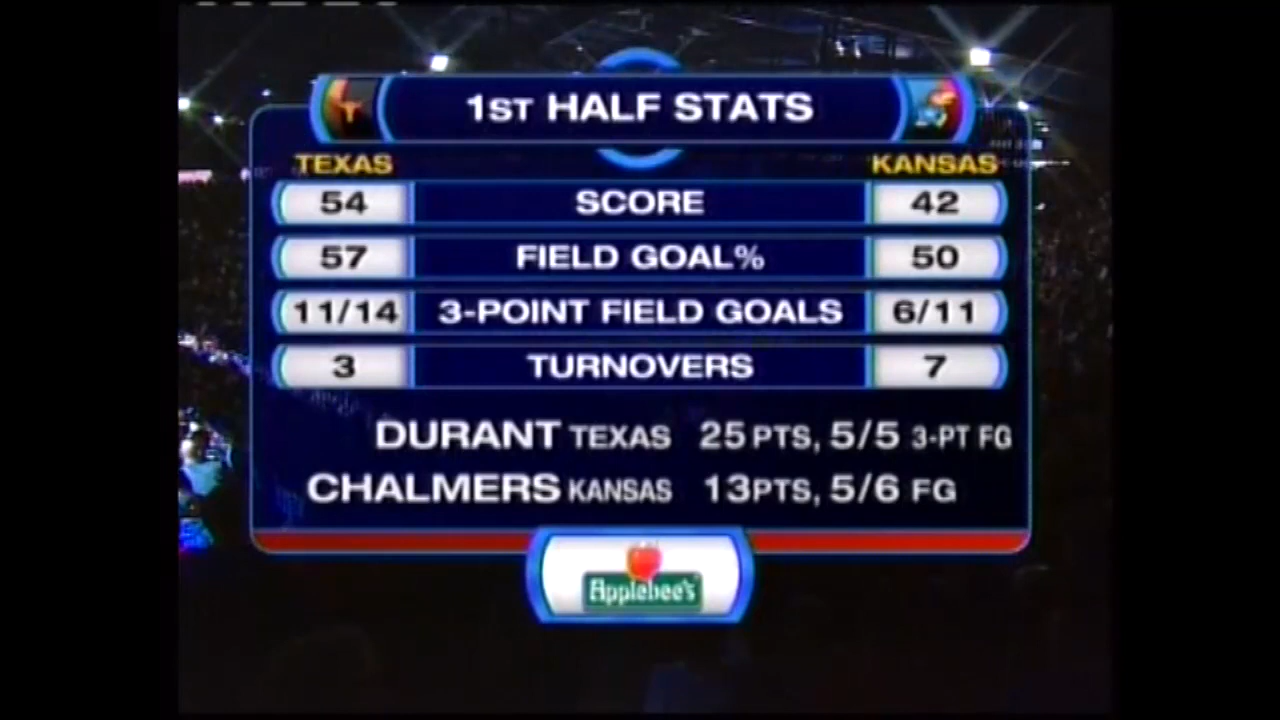 1ST HALF STATS
TEXAS KANSAS
54 SCORE 42
57 FIELD GOAL% 50
11/14 3-POINT FIELD GOALS 6/11
3 TURNOVERS 7
DURANT TEXAS 25 PTS, 5/5 3-PT FG
CHALMERS KANSAS 13PTS, 5/6 FG
Applebee's